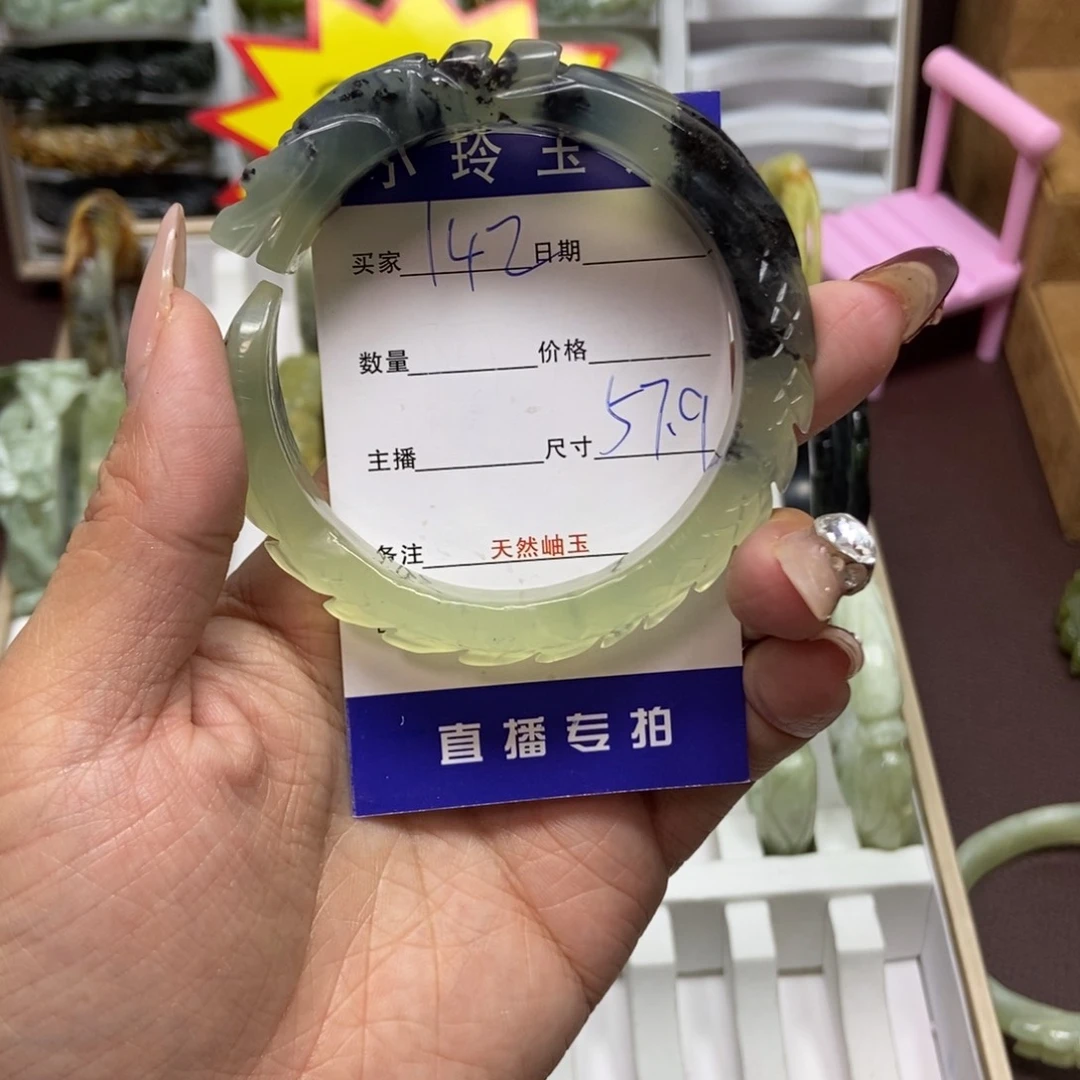 小玲玉
买家 142 日期
数量 价格
主播 尺寸 57.9
备注 天然岫玉
直播专拍